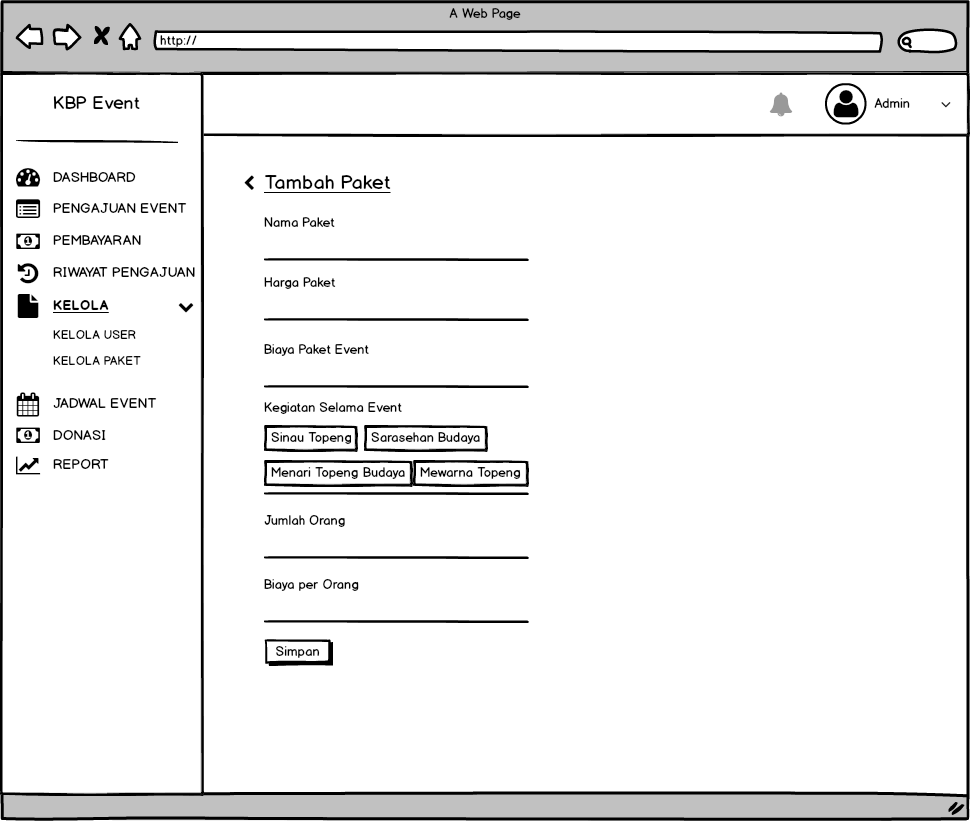 A Web Page
http://
KBP Event
Admin
DASHBOARD
PENGAJUAN EVENT
PEMBAYARAN
RIWAYAT PENGAJUAN
KELOLA
KELOLA USER
KELOLA PAKET
JADWAL EVENT
DONASI
REPORT
Tambah Paket
Nama Paket
Harga Paket
Biaya Paket Event
Kegiatan Selama Event
Sinau Topeng Sarasehan Budaya
Menari Topeng Budaya Mewarna Topeng
Jumlah Orang
Biaya per Orang
Simpan